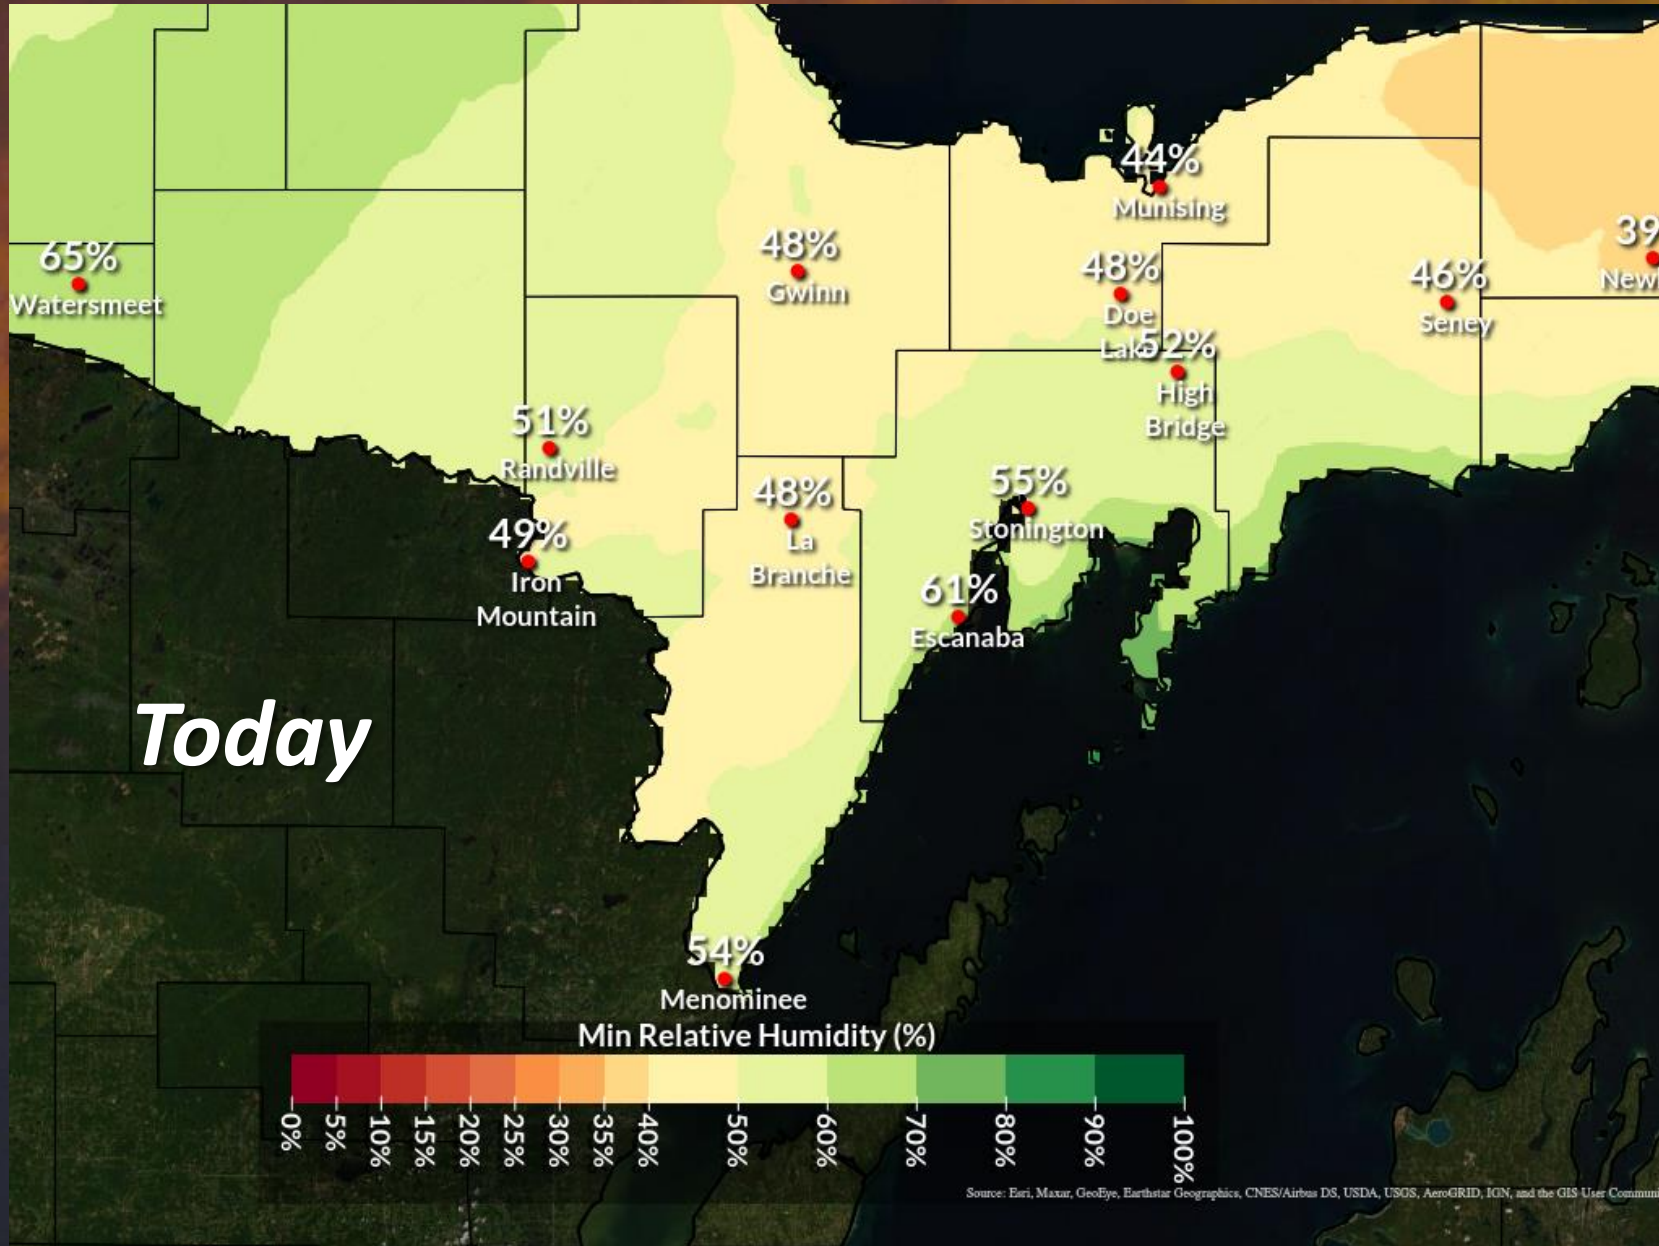 44%
Munising
39
New
65%
Watersmeet
48%
Gwinn
48%
Doe
Lake
46%
Seney
52%
High
Bridge
51%
Randville
48%
La
Branche
55%
Stonington
49%
Iron
Mountain
61%
Escanaba
Today
54%
Menominee
Min Relative Humidity (%)
0% 5% 10% 15% 20% 25% 30% 35% 40% 50% 60% 70% 80% 90% 100%
Source: Esri, Maxar, GeoEye, Earthstar Geographics, CNES/Airbus DS, USDA, USGS, AeroGRID, IGN, and the GIS User Communi